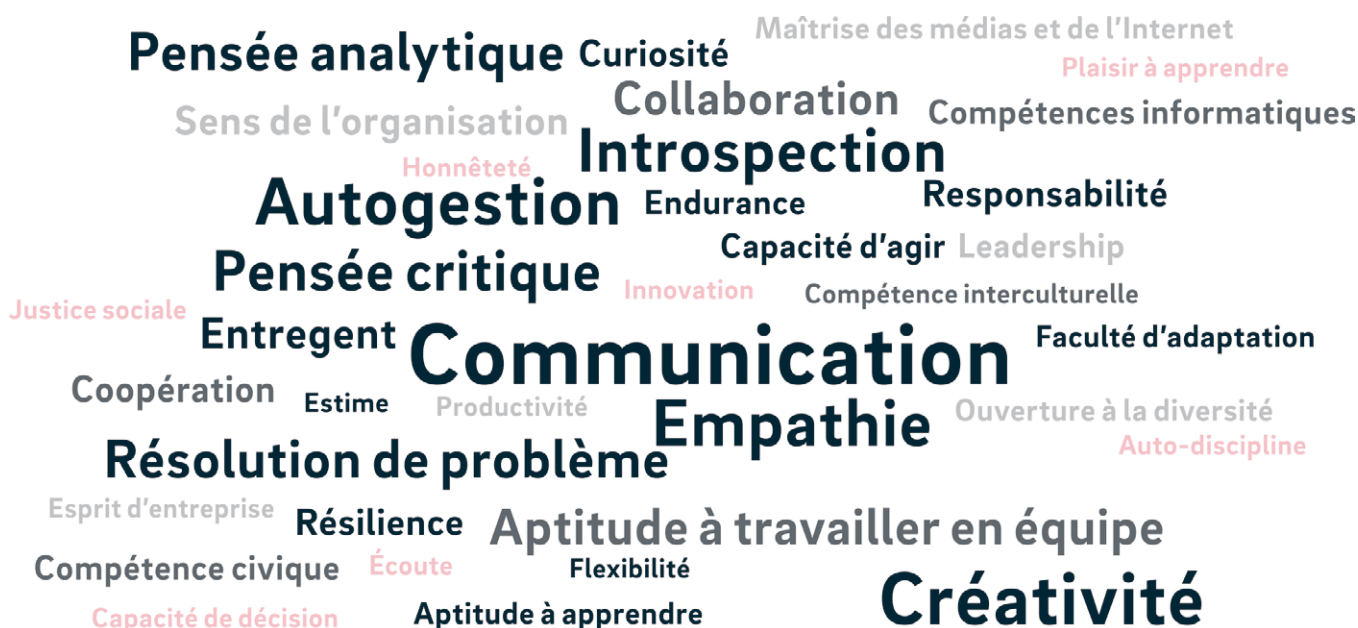 Maîtrise des médias et de l'Internet
Pensée analytique
Curiosité
Plaisir à apprendre
Collaboration
Compétences informatiques
Sens de l'organisation
Introspection
Honnêteté
Autogestion
Endurance
Responsabilité
Capacité d'agir
Leadership
Pensée critique
Innovation
Compétence interculturelle
Justice sociale
Entregent
Communication
Faculté d'adaptation
Coopération
Estime
Productivité
Empathie
Ouverture à la diversité
Auto-discipline
Résolution de problème
Esprit d'entreprise
Résilience
Aptitude à travailler en équipe
Compétence civique
Écoute
Flexibilité
Créativité
Capacité de décision
Aptitude à apprendre